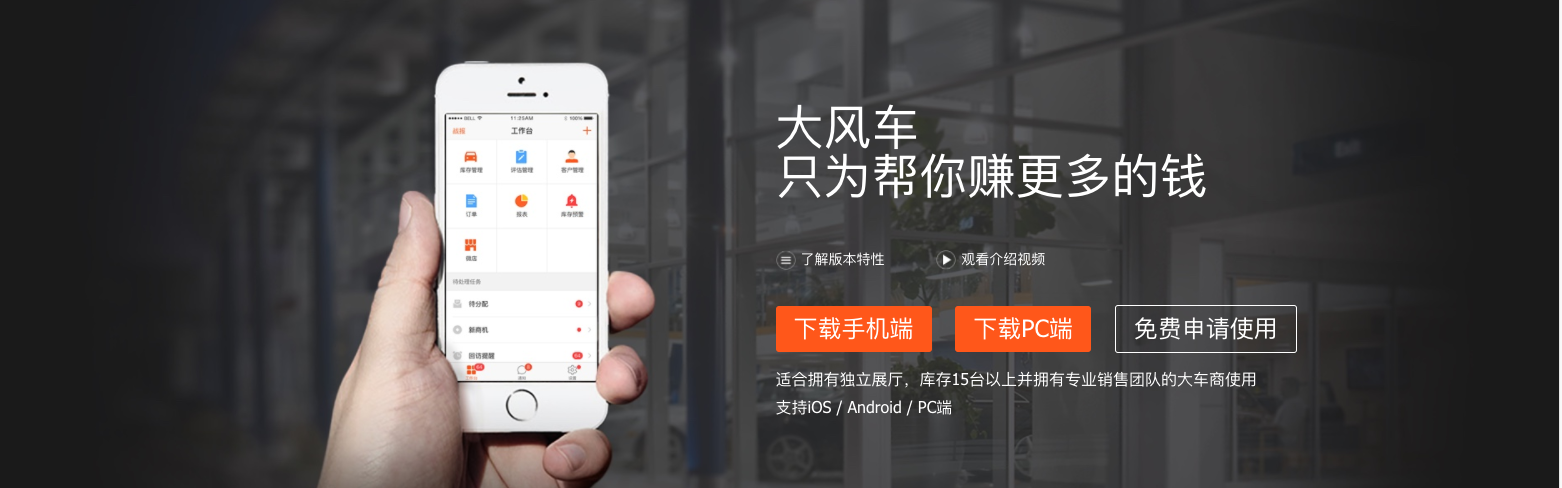 大风车
只为帮你赚更多的钱
了解版本特性
观看介绍视频
下载手机端
下载PC端
免费申请使用
适合拥有独立展厅，库存15台以上并拥有专业销售团队的大车商使用
支持iOS / Android / PC端
BELL
11:25AM
100%
工作台
库存管理
评估管理
客户管理
订单
报表
库存预警
微店
待处理任务
待分配
新商机
回访提醒